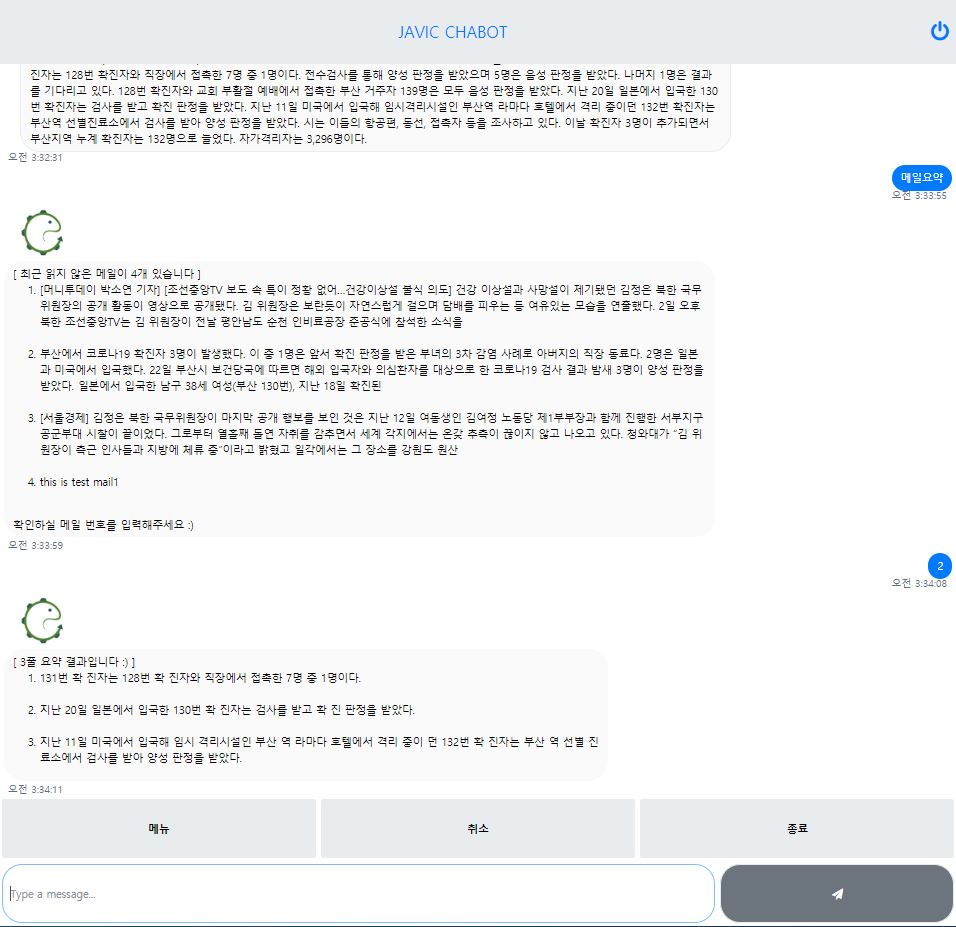 JAVIC CHABOT
진자는 128번 확진자와 직장에서 접촉한 7명 중 1명이다. 전수검사를 통해 양성 판정을 받았으며 5명은 음성 판정을 받았다. 나머지 1명은 결과
를 기다리고 있다. 128번 확진자와 교회 부활절 예배에서 접촉한 부산 거주자 139명은 모두 음성 판정을 받았다. 지난 20일 일본에서 입국한 130
번 확진자는 검사를 받고 확진 판정을 받았다. 지난 11일 미국에서 입국해 임시격리시설인 부산역 라마다 호텔에서 격리 중이던 132번 확진자는
부산역 선별진료소에서 검사를 받아 양성 판정을 받았다. 시는 이들의 항공편, 동선, 접촉자 등을 조사하고 있다. 이날 확진자 3명이 추가되면서
부산지역 누계 확진자는 132명으로 늘었다. 자가격리자는 3,296명이다.
오전 3:32:31
메일요약
오전 3:33:55
[ 최근 읽지 않은 메일이 4개 있습니다 ]
1. [머니투데이 박소연 기자] [조선중앙TV 보도 속 특이 정황 없어...건강이상설 불식 의도] 건강 이상설과 사망설이 제기됐던 김정은 북한 국무
위원장의 공개 활동이 영상으로 공개됐다. 김 위원장은 보란듯이 자연스럽게 걸으며 담배를 피우는 등 여유있는 모습을 연출했다. 2일 오후
북한 조선중앙TV는 김 위원장이 전날 평안남도 순천 인비료공장 준공식에 참석한 소식을
2. 부산에서 코로나19 확진자 3명이 발생했다. 이 중 1명은 앞서 확진 판정을 받은 부녀의 3차 감염 사례로 아버지의 직장 동료다. 2명은 일본
과 미국에서 입국했다. 22일 부산시 보건당국에 따르면 해외 입국자와 의심환자를 대상으로 한 코로나19 검사 결과 밤새 3명이 양성 판정을
받았다. 일본에서 입국한 남구 38세 여성(부산 130번), 지난 18일 확진된
3. [서울경제] 김정은 북한 국무위원장이 마지막 공개 행보를 보인 것은 지난 12일 여동생인 김여정 노동당 제1부부장과 함께 진행한 서부지구
공군부대 시찰이 끝이었다. 그로부터 열흘째 돌연 자취를 감추면서 세계 각지에서는 온갖 추측이 끊이지 않고 나오고 있다. 청와대가 “김 위
원장이 측근 인사들과 지방에 체류 중”이라고 밝혔고 일각에서는 그 장소를 강원도 원산
4. this is test mail1
확인하실 메일 번호를 입력해주세요 :)
오전 3:33:59
2
오전 3:34:08
[ 3줄 요약 결과입니다 :) ]
1. 131번 확 진자는 128번 확 진자와 직장에서 접촉한 7명 중 1명이다.
2. 지난 20일 일본에서 입국한 130번 확 진자는 검사를 받고 확 진 판정을 받았다.
3. 지난 11일 미국에서 입국해 임시 격리시설인 부산 역 라마다 호텔에서 격리 중이 던 132번 확 진자는 부산 역 선별 진
료소에서 검사를 받아 양성 판정을 받았다.
오전 3:34:11
메뉴
취소
종료
Type a message...